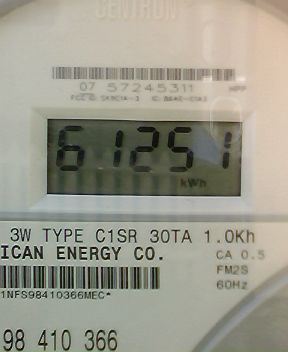 CENTRON
07 57245311
61251
kWh
3W TYPE C1SR 30TA 1.0Kh
ICAN ENERGY CO.
CA 0.5
FM2S
60Hz
1NFS98410366MEC*
98 410 366